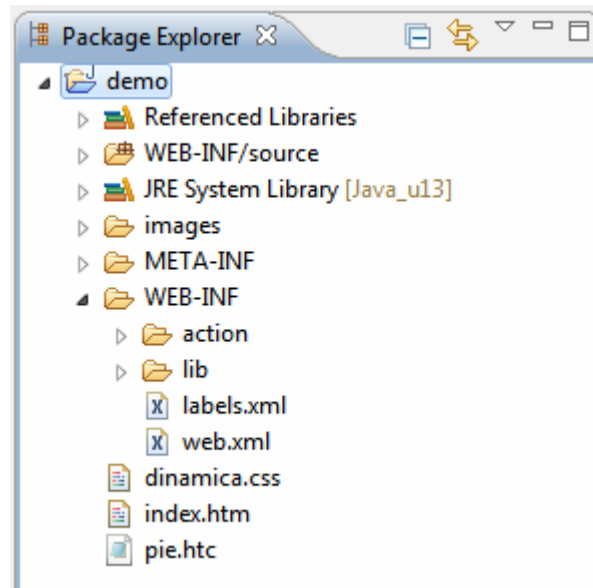 Package Explorer
demo
Referenced Libraries
WEB-INF/source
JRE System Library [Java_u13]
images
META-INF
WEB-INF
action
lib
labels.xml
web.xml
dinamica.css
index.htm
pie.htc